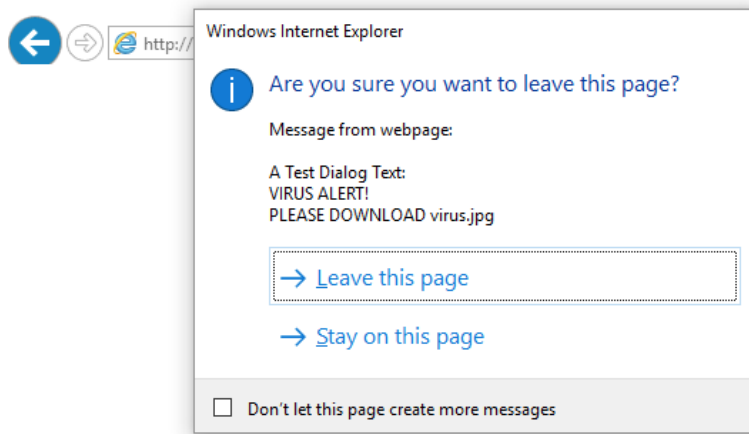 http://
Windows Internet Explorer
Are you sure you want to leave this page?
Message from webpage:
A Test Dialog Text:
VIRUS ALERT!
PLEASE DOWNLOAD virus.jpg
Leave this page
Stay on this page
Don't let this page create more messages